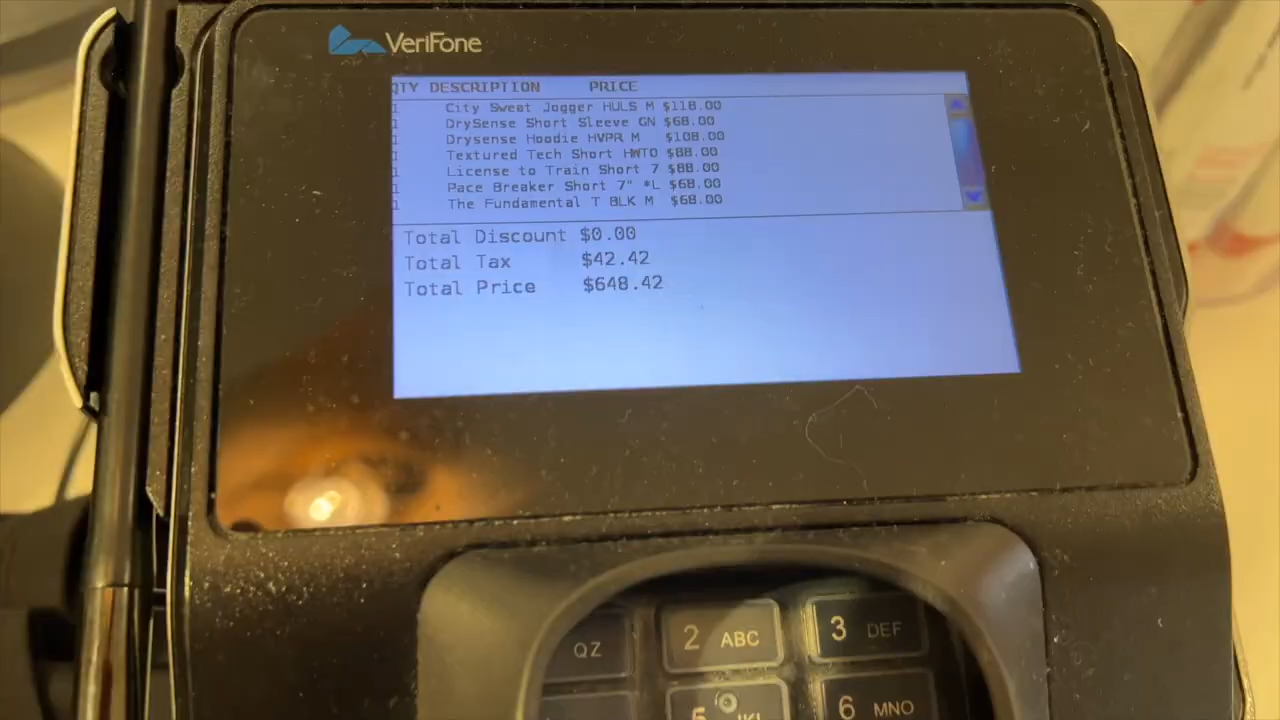 VeriFone
QTY DESCRIPTION PRICE
1 City Sweat Jogger HULS M $118.00
1 DrySense Short Sleeve GN $68.00
1 Drysense Hoodie HVPR M $108.00
1 Textured Tech Short HWTO $88.00
1 License to Train Short 7 $88.00
1 Pace Breaker Short 7" *L $68.00
1 The Fundamental T BLK M $68.00
Total Discount $0.00
Total Tax $42.42
Total Price $648.42
QZ 2 ABC 3 DEF
5 JKL 6 MNO